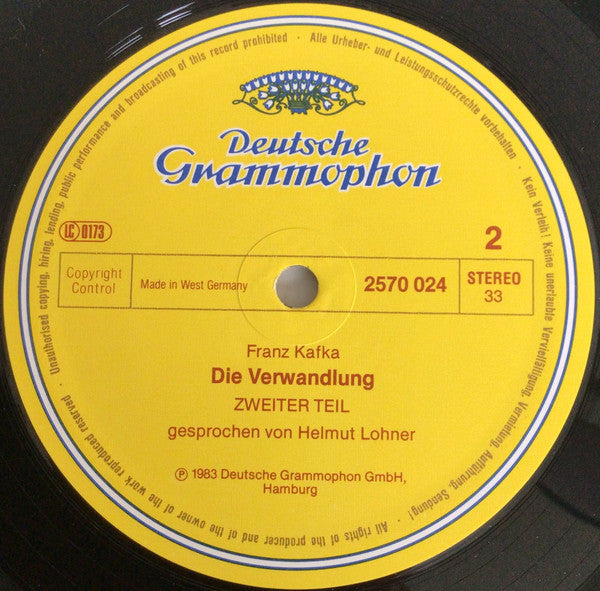 Deutsche
Grammophon
LC 0173
2
Copyright
Control
Made in West Germany
2570 024
STEREO
33
Franz Kafka
Die Verwandlung
ZWEITER TEIL
gesprochen von Helmut Lohner
℗ 1983 Deutsche Grammophon GmbH,
Hamburg
Alle Urheber- und Leistungsschutzrechte vorbehalten · Kein Verleih! Keine unerlaubte Vervielfältigung, Vermietung, Aufführung, Sendung! ·
All rights of the producer and of the owner of the work reproduced reserved · Unauthorised copying, hiring, lending, public performance and broadcasting of this record prohibited ·